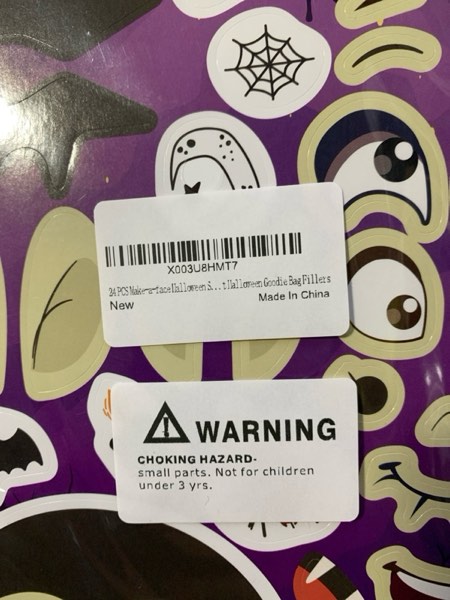 X003U8HMT7
24 PCS Make-a-face Halloween S... t Halloween Goodie Bag Fillers
New Made In China
WARNING
CHOKING HAZARD-
small parts. Not for children
under 3 yrs.